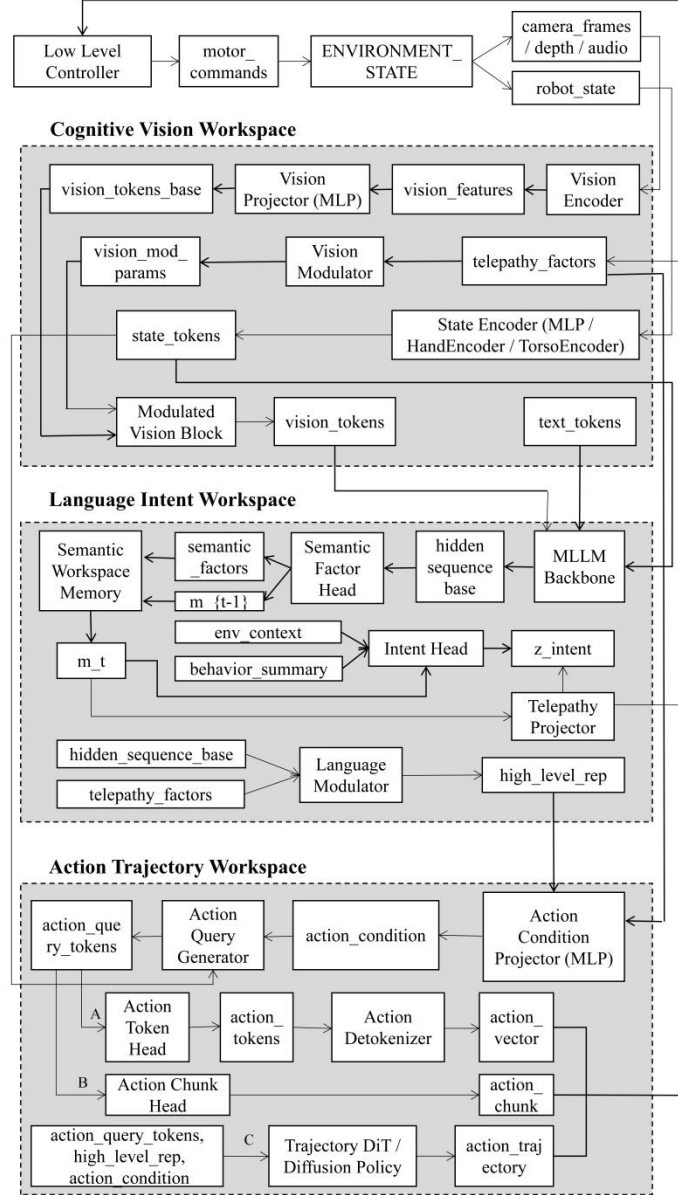 Low Level
Controller
motor_
commands
ENVIRONMENT_
STATE
camera_frames
/ depth / audio
robot_state
Cognitive Vision Workspace
vision_tokens_base
Vision
Projector (MLP)
vision_features
Vision
Encoder
vision_mod_
params
Vision
Modulator
telepathy_factors
state_tokens
State Encoder (MLP /
HandEncoder / TorsoEncoder)
Modulated
Vision Block
vision_tokens
text_tokens
Language Intent Workspace
Semantic
Workspace
Memory
semantic
_factors
m_{t-1}
Semantic
Factor
Head
hidden
sequence
base
MLLM
Backbone
env_context
behavior_summary
Intent Head
z_intent
m_t
Telepathy
Projector
hidden_sequence_base
telepathy_factors
Language
Modulator
high_level_rep
Action Trajectory Workspace
action_que
ry_tokens
Action
Query
Generator
action_condition
Action
Condition
Projector (MLP)
A
Action
Token
Head
action_
tokens
Action
Detokenizer
action_
vector
B
Action Chunk
Head
action_
chunk
action_query_tokens,
high_level_rep,
action_condition
C
Trajectory DiT /
Diffusion Policy
action_traj
ectory